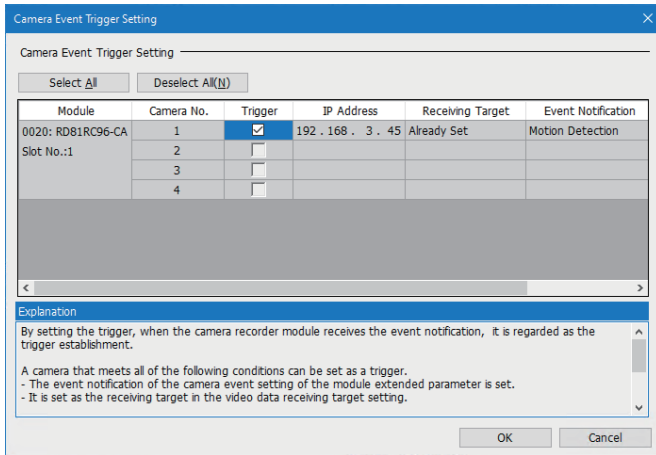 Camera Event Trigger Setting
Camera Event Trigger Setting
Select All Deselect All(N)
Module Camera No. Trigger IP Address Receiving Target Event Notification
0020: RD81RC96-CA 1 192 . 168 . 3 . 45 Already Set Motion Detection
Slot No.:1 2
3
4
Explanation
By setting the trigger, when the camera recorder module receives the event notification, it is regarded as the
trigger establishment.
A camera that meets all of the following conditions can be set as a trigger.
- The event notification of the camera event setting of the module extended parameter is set.
- It is set as the receiving target in the video data receiving target setting.
OK Cancel